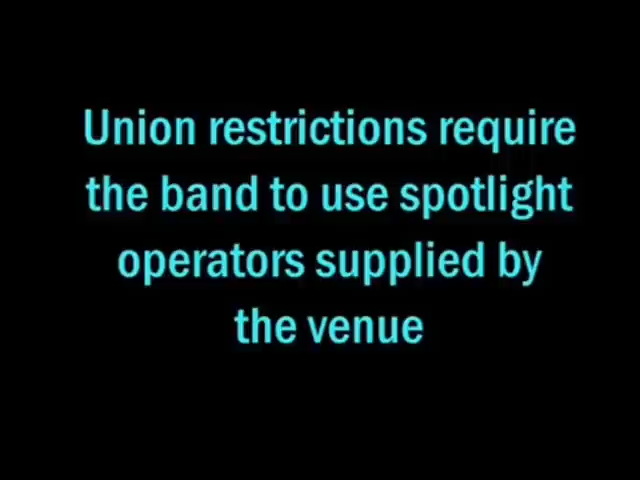 Union restrictions require
the band to use spotlight
operators supplied by
the venue